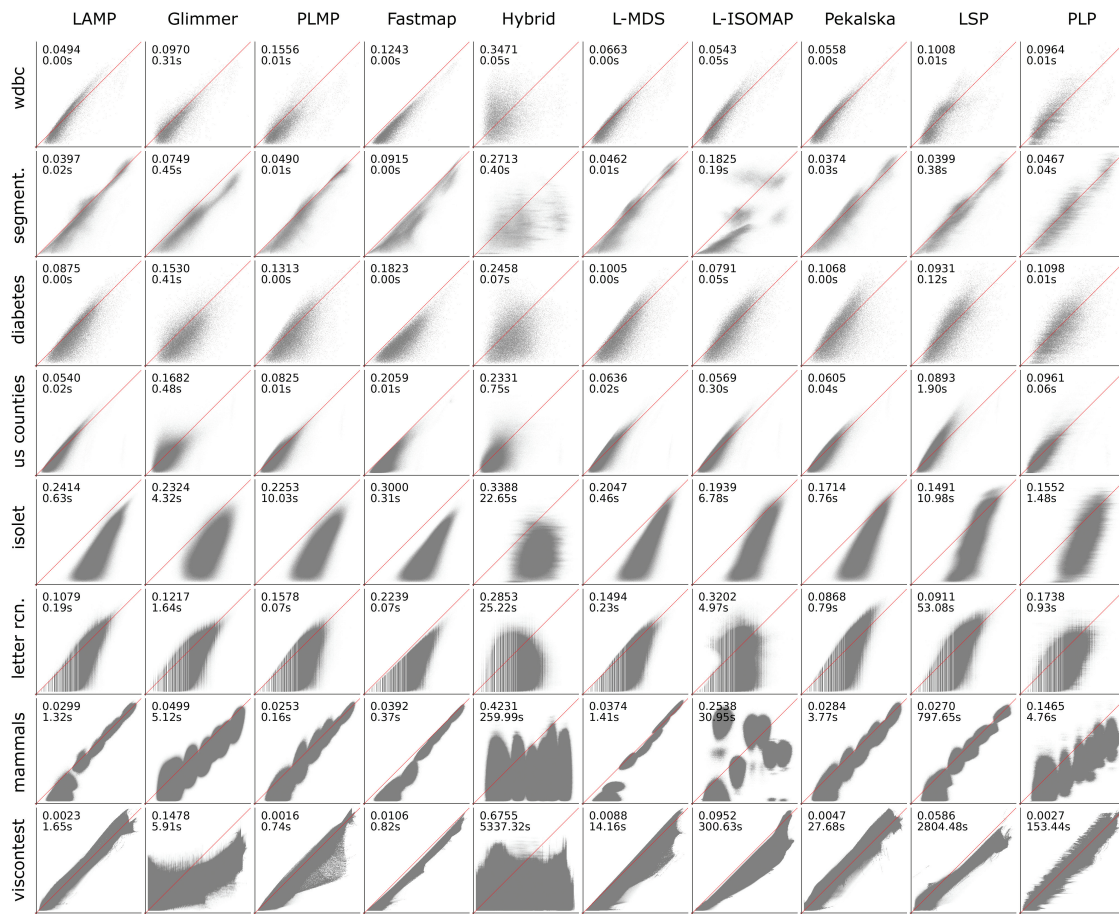 LAMP Glimmer PLMP Fastmap Hybrid L-MDS L-ISOMAP Pekalska LSP PLP
wdbc
0.0494 0.0970 0.1556 0.1243 0.3471 0.0663 0.0543 0.0558 0.1008 0.0964
0.00s 0.31s 0.01s 0.00s 0.05s 0.00s 0.05s 0.00s 0.01s 0.01s
segment.
0.0397 0.0749 0.0490 0.0915 0.2713 0.0462 0.1825 0.0374 0.0399 0.0467
0.02s 0.45s 0.01s 0.00s 0.40s 0.01s 0.19s 0.03s 0.38s 0.04s
diabetes
0.0875 0.1530 0.1313 0.1823 0.2458 0.1005 0.0791 0.1068 0.0931 0.1098
0.00s 0.41s 0.00s 0.00s 0.07s 0.00s 0.05s 0.00s 0.12s 0.01s
us counties
0.0540 0.1682 0.0825 0.2059 0.2331 0.0636 0.0569 0.0605 0.0893 0.0961
0.02s 0.48s 0.01s 0.01s 0.75s 0.02s 0.30s 0.04s 1.90s 0.06s
isolet
0.2414 0.2324 0.2253 0.3000 0.3388 0.2047 0.1939 0.1714 0.1491 0.1552
0.63s 4.32s 10.03s 0.31s 22.65s 0.46s 6.78s 0.76s 10.98s 1.48s
letter rcn.
0.1079 0.1217 0.1578 0.2239 0.2853 0.1494 0.3202 0.0868 0.0911 0.1738
0.19s 1.64s 0.07s 0.07s 25.22s 0.23s 4.97s 0.79s 53.08s 0.93s
mammals
0.0299 0.0499 0.0253 0.0392 0.4231 0.0374 0.2538 0.0284 0.0270 0.1465
1.32s 5.12s 0.16s 0.37s 259.99s 1.41s 30.95s 3.77s 797.65s 4.76s
viscontest
0.0023 0.1478 0.0016 0.0106 0.6755 0.0088 0.0952 0.0047 0.0586 0.0027
1.65s 5.91s 0.74s 0.82s 5337.32s 14.16s 300.63s 27.68s 2804.48s 153.44s